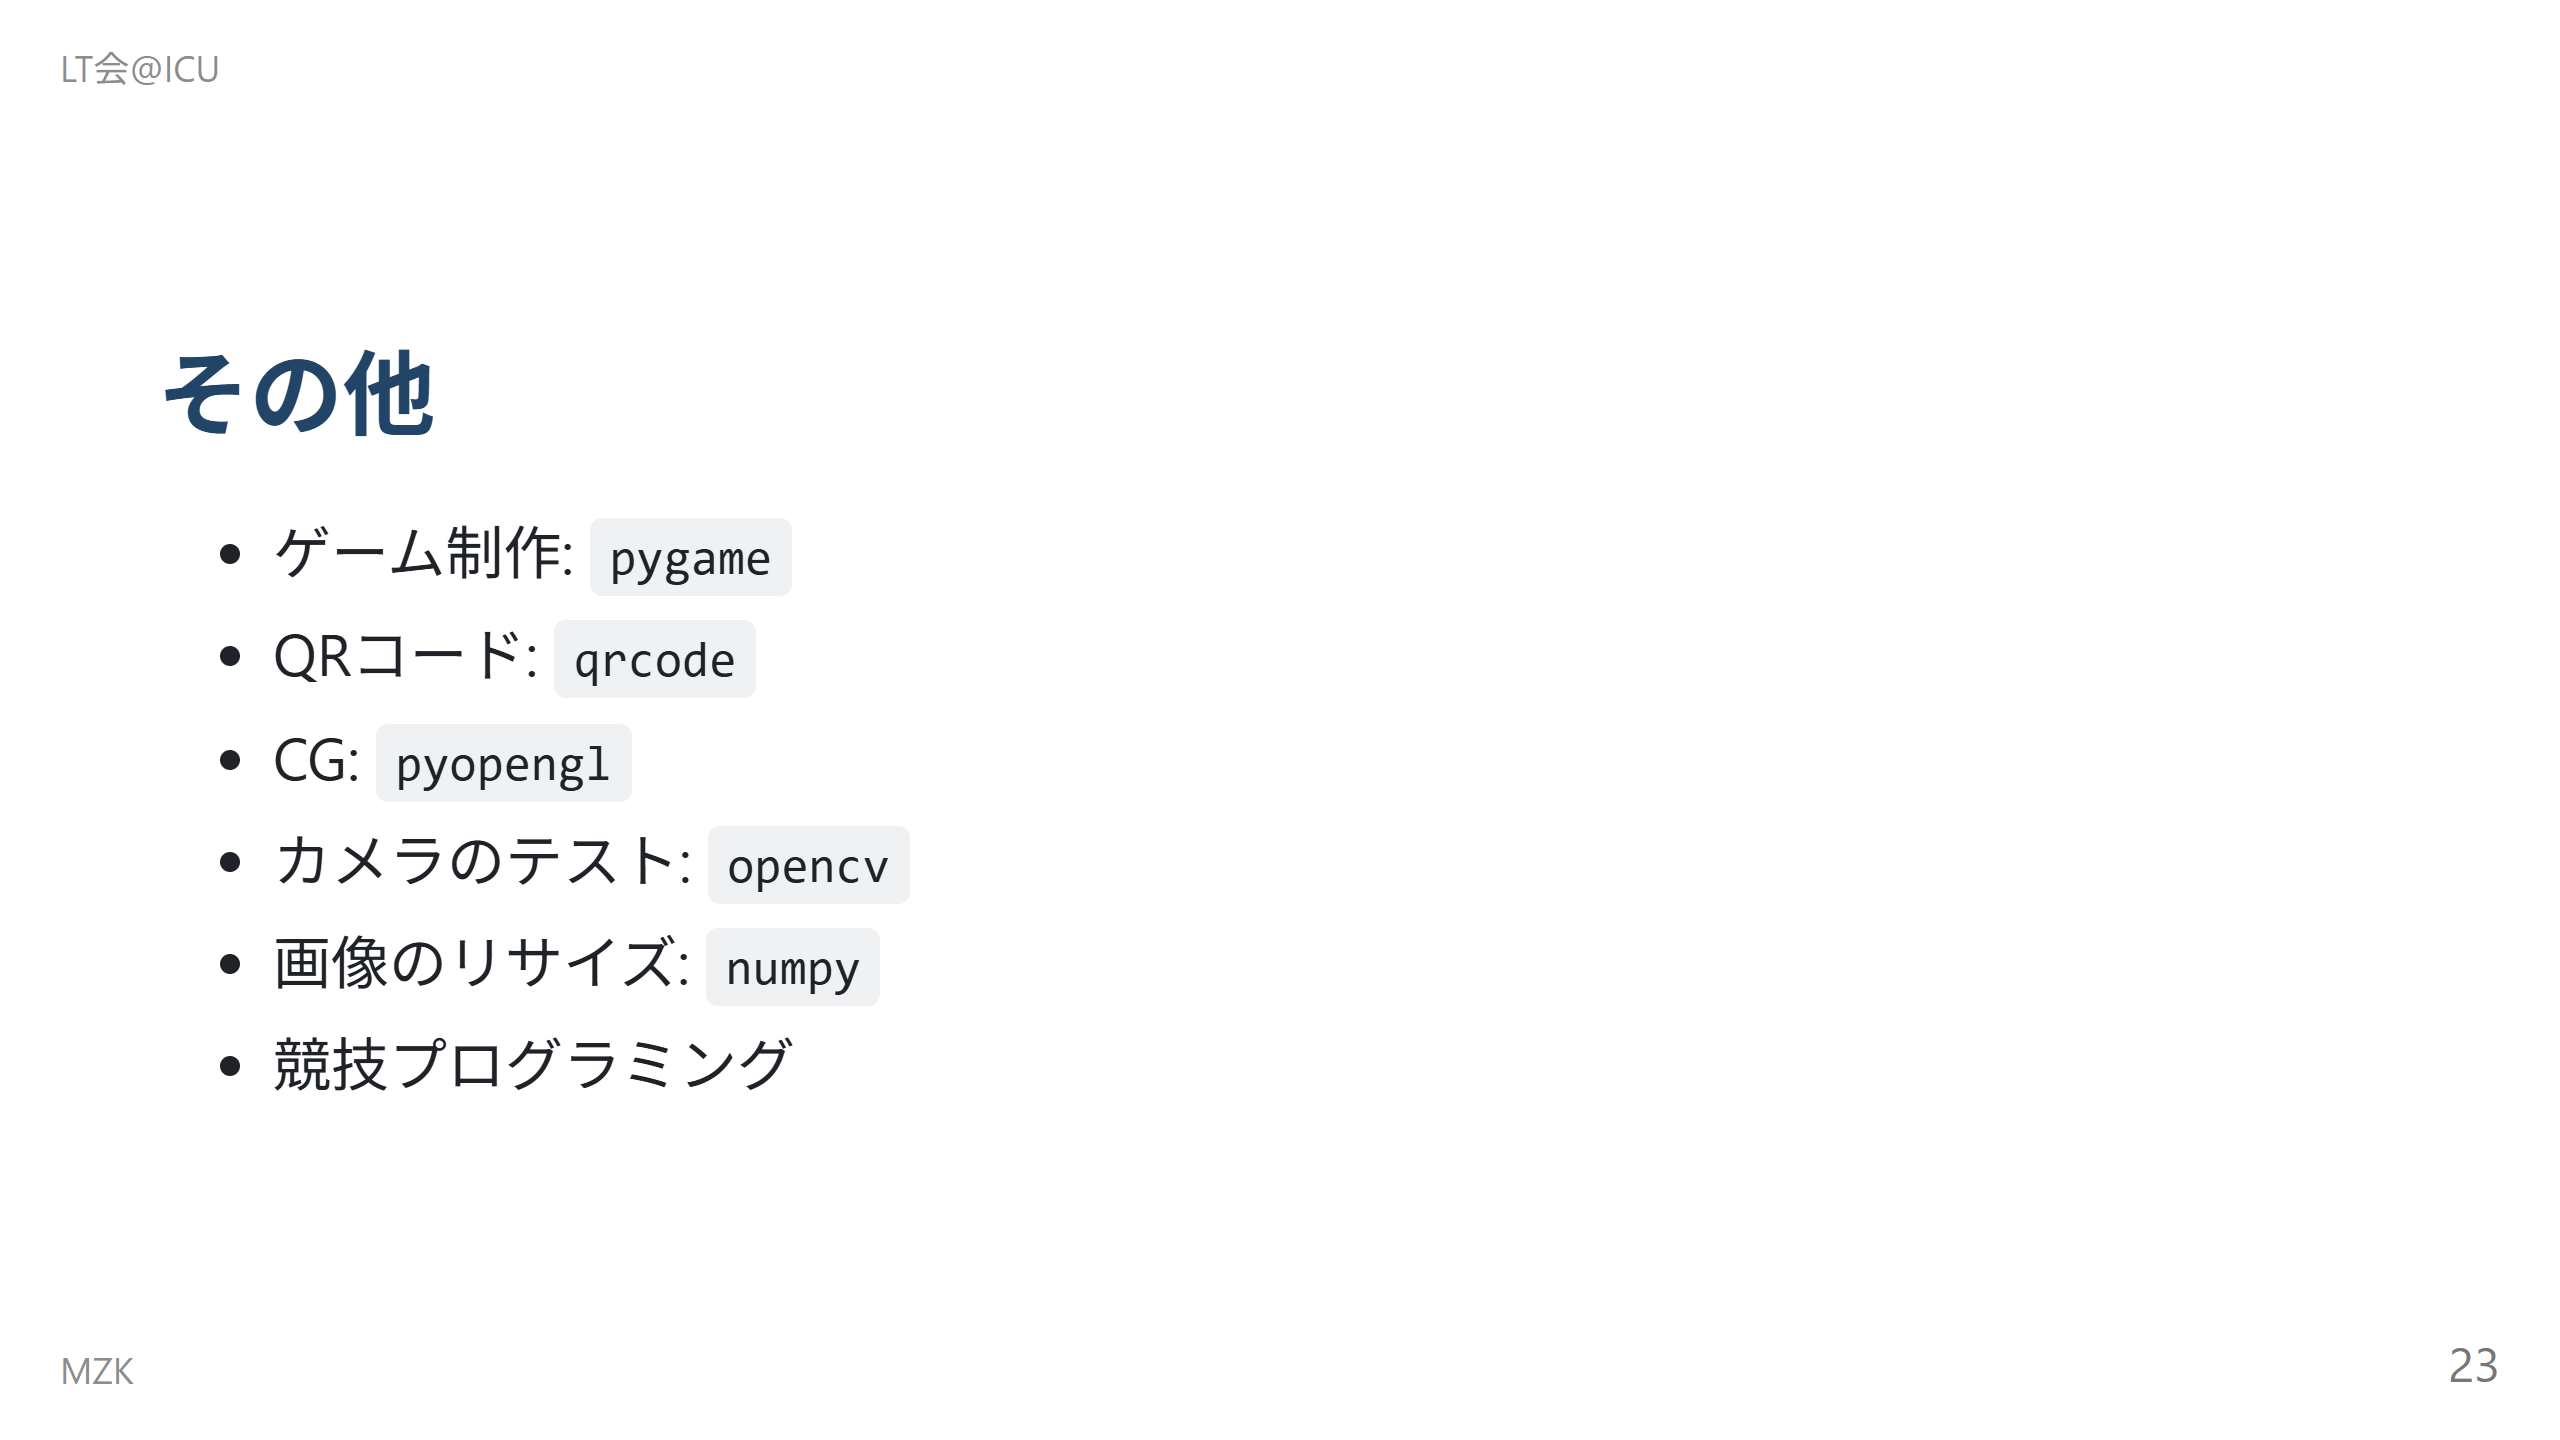 LT会@ICU
その他
• ゲーム制作: pygame
• QRコード: qrcode
• CG: pyopengl
• カメラのテスト: opencv
• 画像のリサイズ: numpy
• 競技プログラミング
MZK
23